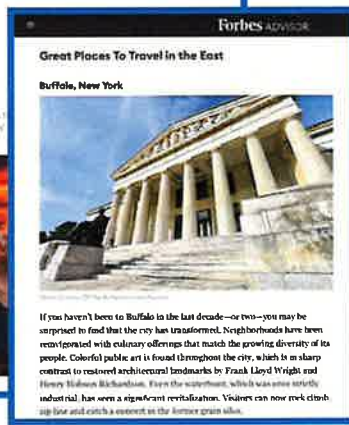 Forbes ADVISOR
Great Places To Travel in the East
Buffalo, New York
If you haven't been to Buffalo in the last decade—or two—you may be
surprised to find that the city has transformed. Neighborhoods have been
reinvigorated with culinary offerings that match the growing diversity of its
people. Colorful public art is found throughout the city, which is in sharp
contrast to restored architectural landmarks by Frank Lloyd Wright and
Henry Hobson Richardson. Even the waterfront, which was once strictly
industrial, has seen a significant revitalization. Visitors can now rock climb,
zip line and catch a concert in the former grain silos.